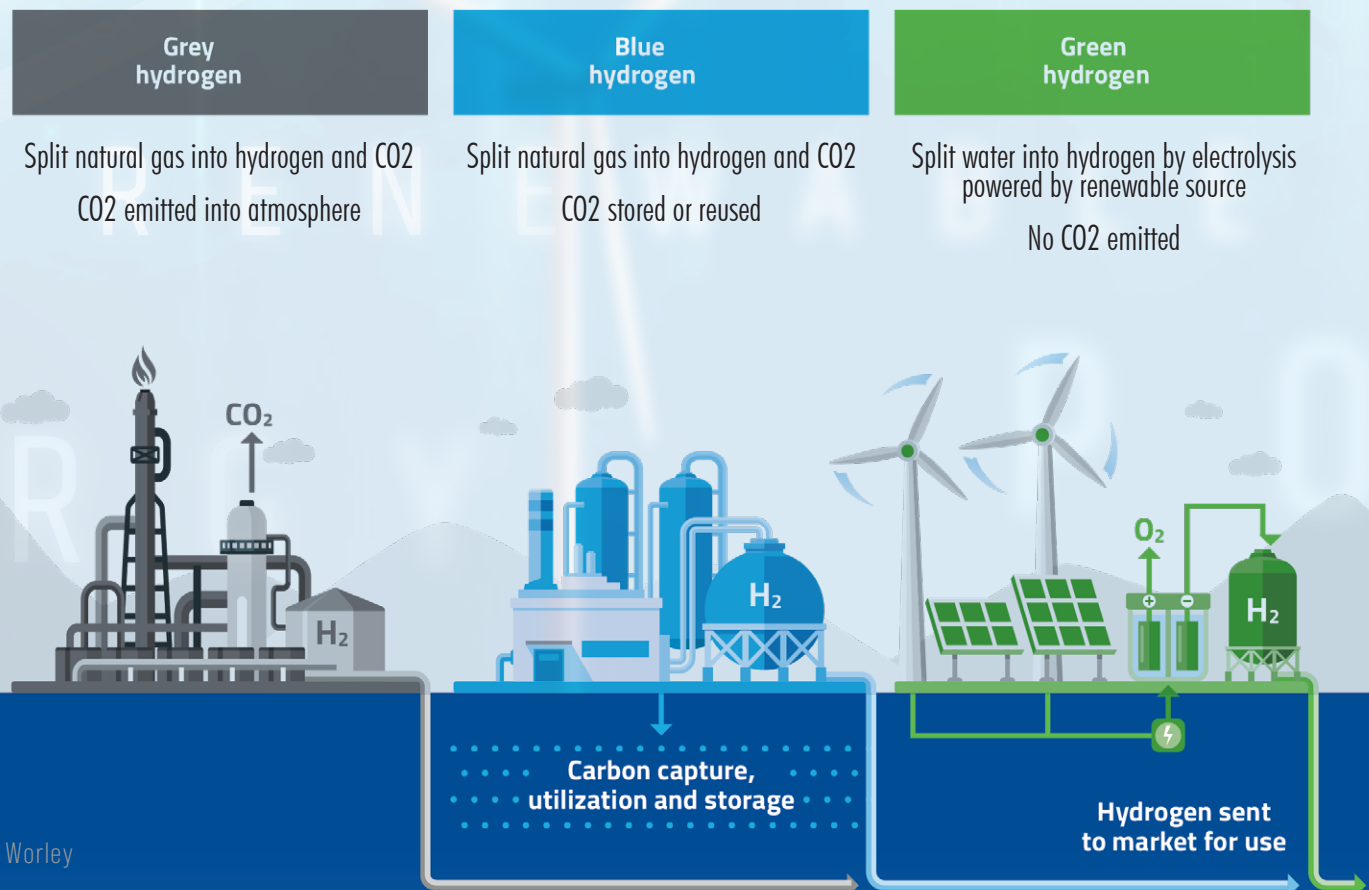 Grey
hydrogen
Blue
hydrogen
Green
hydrogen
Split natural gas into hydrogen and CO2
CO2 emitted into atmosphere
Split natural gas into hydrogen and CO2
CO2 stored or reused
Split water into hydrogen by electrolysis
powered by renewable source
No CO2 emitted
RENEWABLE
CO₂
H₂
H₂
O₂
+ −
H₂
Carbon capture,
utilization and storage
Hydrogen sent
to market for use
Worley